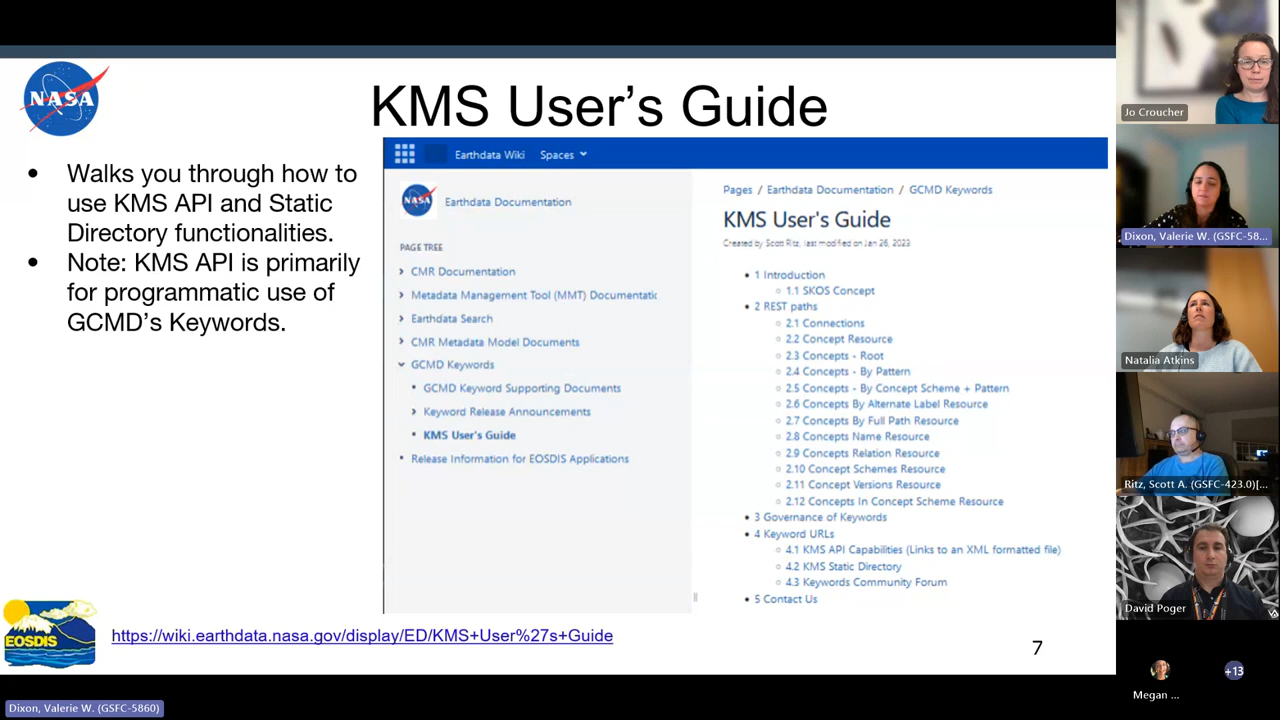 NASA
KMS User's Guide
• Walks you through how to
use KMS API and Static
Directory functionalities.
• Note: KMS API is primarily
for programmatic use of
GCMD's Keywords.
Earthdata Wiki Spaces
NASA
Earthdata Documentation
PAGE TREE
CMR Documentation
Metadata Management Tool (MMT) Documentatic
Earthdata Search
CMR Metadata Model Documents
GCMD Keywords
• GCMD Keyword Supporting Documents
Keyword Release Announcements
• KMS User's Guide
• Release Information for EOSDIS Applications
Pages / Earthdata Documentation / GCMD Keywords
KMS User's Guide
Created by Scott Ritz, last modified on Jan 26, 2023
• 1 Introduction
1.1 SKOS Concept
• 2 REST paths
2.1 Connections
2.2 Concept Resource
2.3 Concepts - Root
2.4 Concepts - By Pattern
2.5 Concepts - By Concept Scheme + Pattern
2.6 Concepts By Alternate Label Resource
2.7 Concepts By Full Path Resource
2.8 Concepts Name Resource
2.9 Concepts Relation Resource
2.10 Concept Schemes Resource
2.11 Concept Versions Resource
2.12 Concepts In Concept Scheme Resource
• 3 Governance of Keywords
• 4 Keyword URLs
4.1 KMS API Capabilities (Links to an XML formatted file)
4.2 KMS Static Directory
4.3 Keywords Community Forum
• 5 Contact Us
EOSDIS
https://wiki.earthdata.nasa.gov/display/ED/KMS+User%27s+Guide
7
Dixon, Valerie W. (GSFC-5860)
Jo Croucher
Dixon, Valerie W. (GSFC-58...
Natalia Atkins
Ritz, Scott A. (GSFC-423.0)[...
David Poger
+13
Megan ...